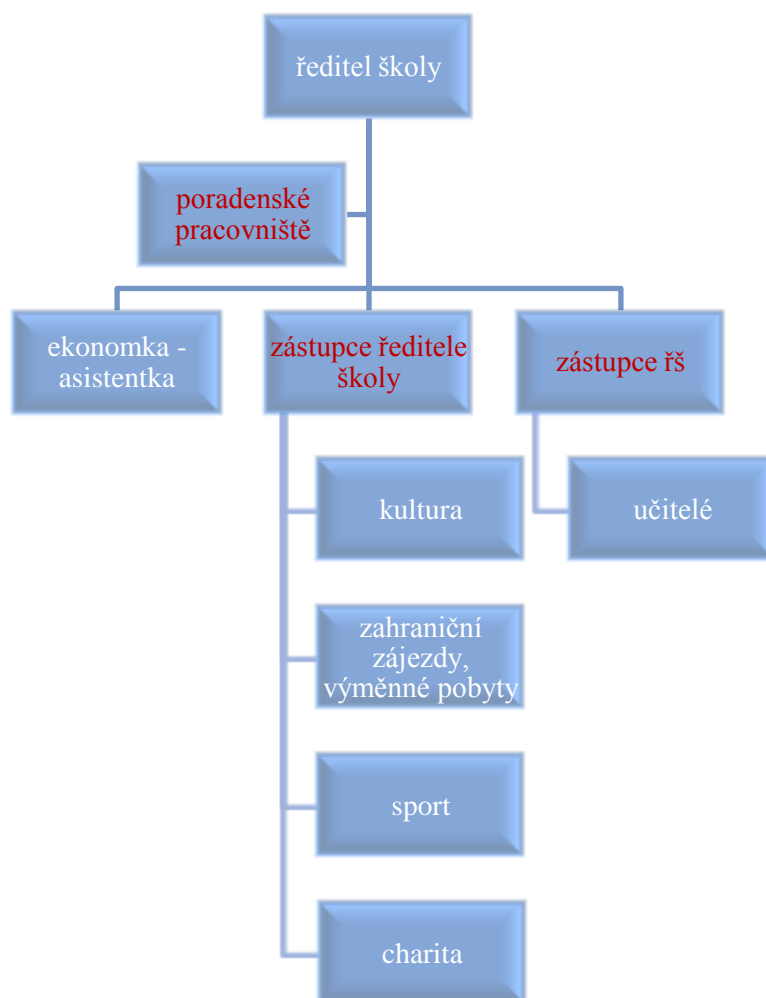 ředitel školy
poradenské
pracoviště
ekonomka -
asistentka
zástupce ředitele
školy
zástupce řš
kultura
učitelé
zahraniční
zájezdy,
výměnné pobyty
sport
charita